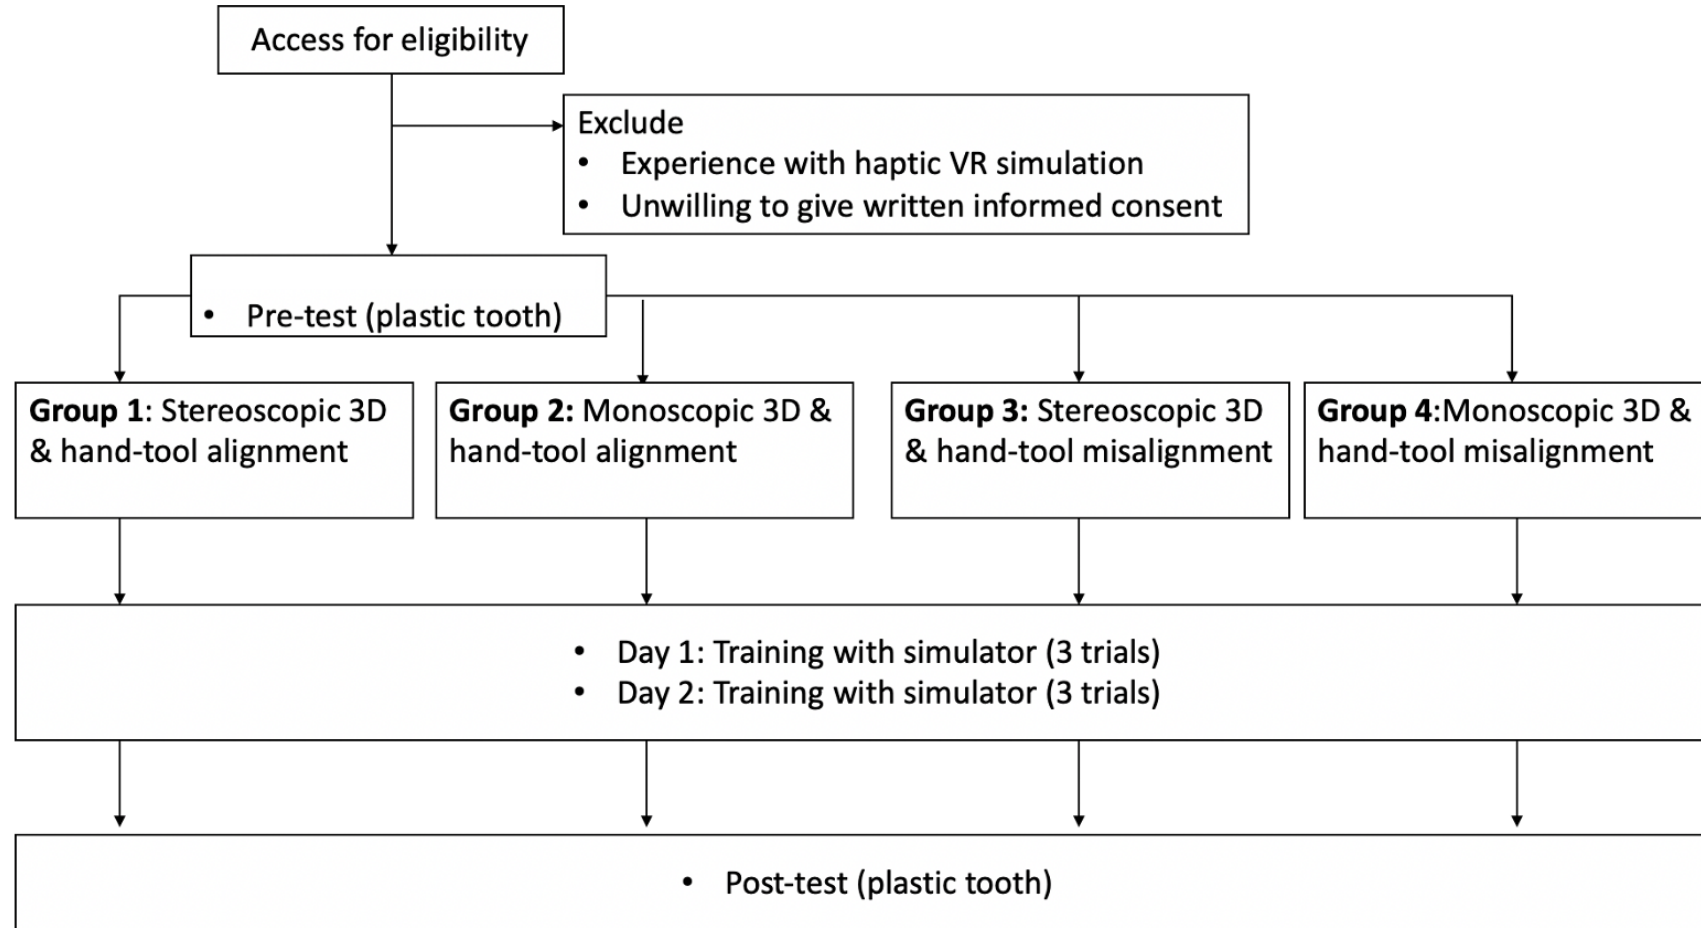 Access for eligibility
Exclude
• Experience with haptic VR simulation
• Unwilling to give written informed consent
• Pre-test (plastic tooth)
Group 1: Stereoscopic 3D
& hand-tool alignment
Group 2: Monoscopic 3D &
hand-tool alignment
Group 3: Stereoscopic 3D
& hand-tool misalignment
Group 4:Monoscopic 3D &
hand-tool misalignment
• Day 1: Training with simulator (3 trials)
• Day 2: Training with simulator (3 trials)
• Post-test (plastic tooth)